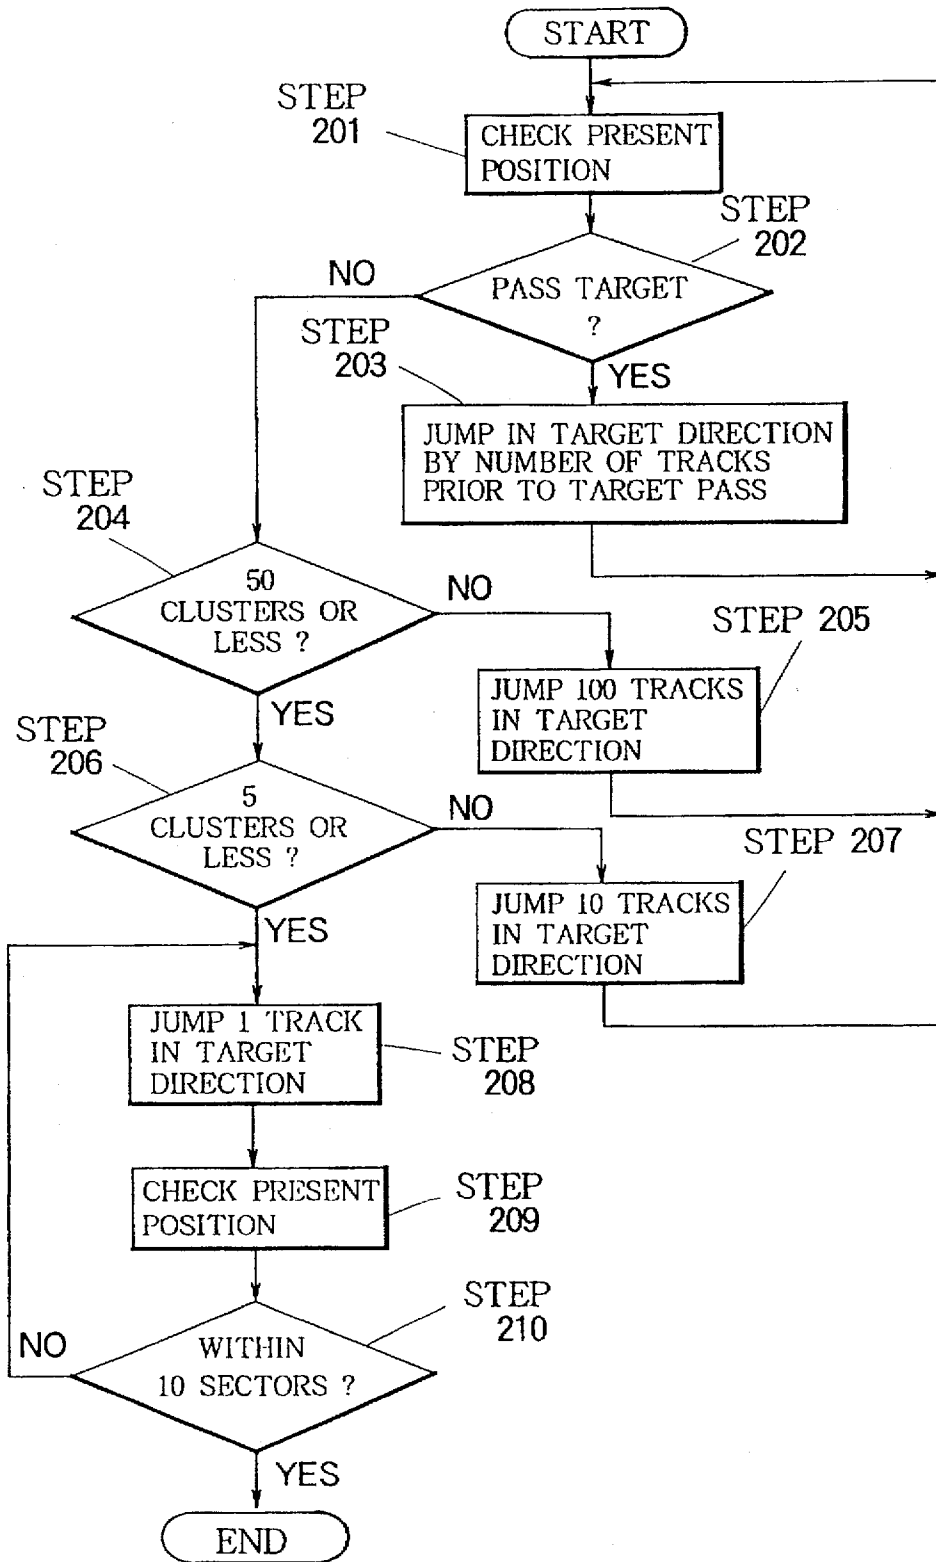 START
STEP
201
CHECK PRESENT
POSITION
STEP
202
NO
PASS TARGET
?
STEP
203
YES
JUMP IN TARGET DIRECTION
BY NUMBER OF TRACKS
PRIOR TO TARGET PASS
STEP
204
50
CLUSTERS OR
LESS ?
NO
STEP 205
JUMP 100 TRACKS
IN TARGET
DIRECTION
YES
STEP
206
5
CLUSTERS OR
LESS ?
NO
STEP 207
JUMP 10 TRACKS
IN TARGET
DIRECTION
YES
JUMP 1 TRACK
IN TARGET
DIRECTION
STEP
208
CHECK PRESENT
POSITION
STEP
209
STEP
210
NO
WITHIN
10 SECTORS ?
YES
END